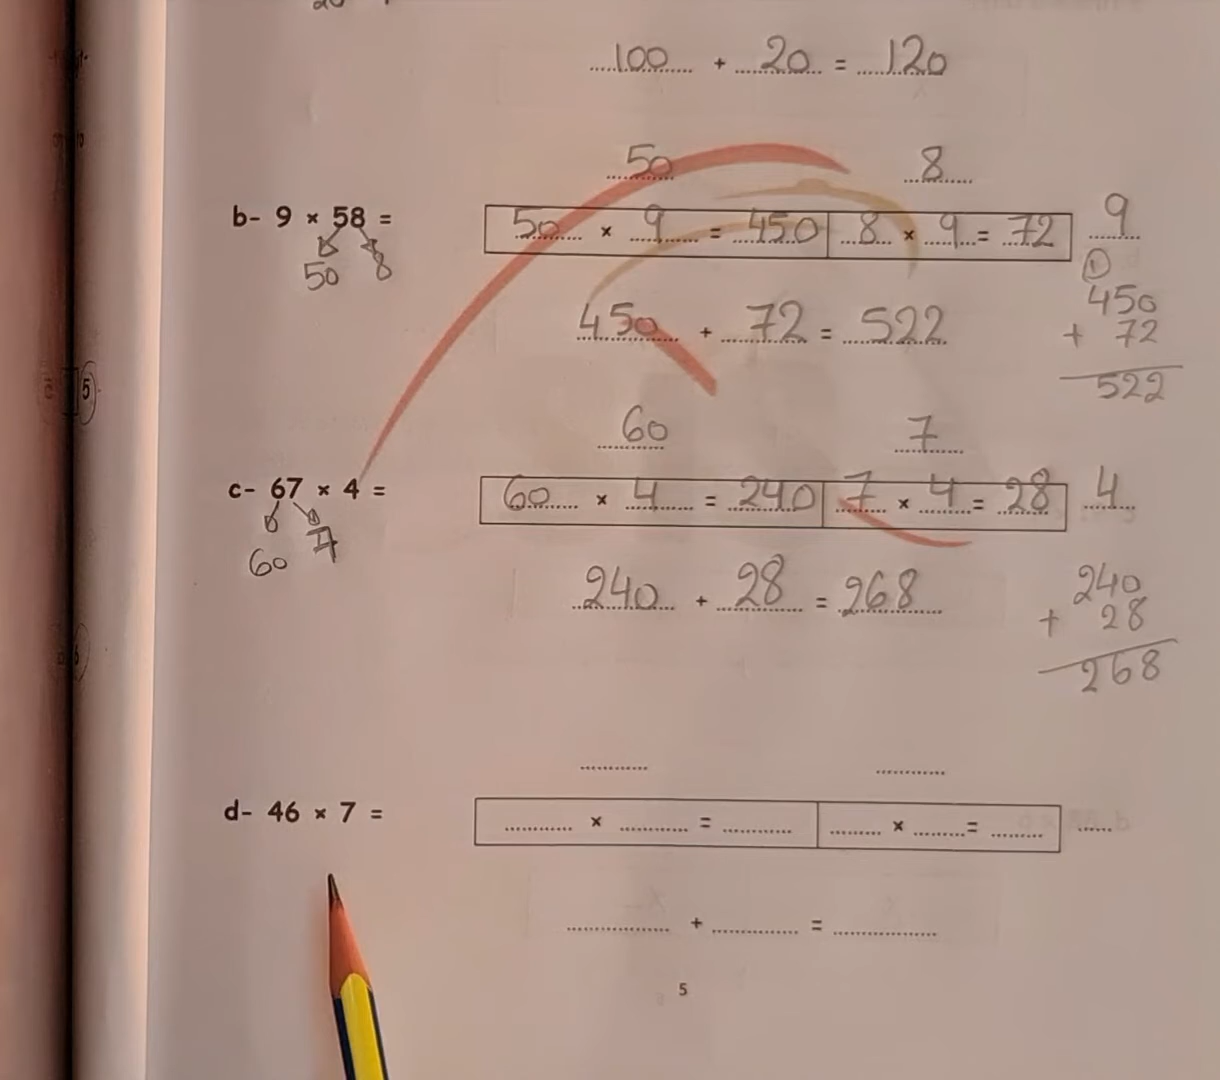 100 + 20 = 120
50 8
b- 9 × 58 = 50 × 9 = 450 8 × 9 = 72 9
50 8
450 + 72 = 522
1
450
+ 72
522
60 7
c- 67 × 4 = 60 × 4 = 240 7 × 4 = 28 4
60 7
240 + 28 = 268
240
+ 28
268
d- 46 × 7 = × = × =
+ =
5